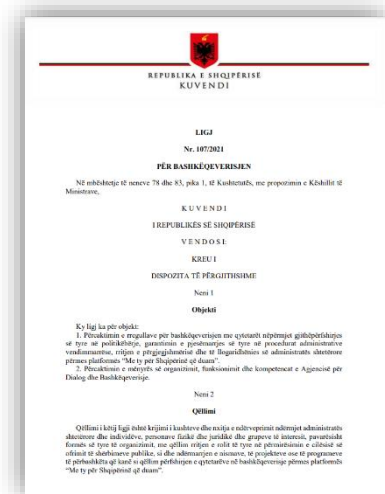 REPUBLIKA E SHQIPËRISË
KUVENDI
LIGJ
Nr. 107/2021
PËR BASHKËQEVERISJEN
Në mbështetje të neneve 78 dhe 83, pika 1, të Kushtetutës, me propozimin e Këshillit të
Ministrave,
KUVENDI
I REPUBLIKËS SË SHQIPËRISË
VENDOSI:
KREU I
DISPOZITA TË PËRGJITHSHME
Neni 1
Objekti
Ky ligj ka për objekt:
1. Përcaktimin e rregullave për bashkëqeverisjen me qytetarët nëpërmjet gjithëpërfshirjes
së tyre në politikëbërje, garantimin e pjesëmarrjes së tyre në procedurat administrative
vendimmarrëse, rritjen e përgjegjshmërisë dhe të llogaridhënies së administratës shtetërore
përmes platformës “Me ty për Shqipërinë që duam”.
2. Përcaktimin e mënyrës së organizimit, funksionimit dhe kompetencat e Agjencisë për
Dialog dhe Bashkëqeverisje.
Neni 2
Qëllimi
Qëllimi i këtij ligji është krijimi i kushteve dhe nxitja e ndërveprimit ndërmjet administratës
shtetërore dhe individëve, personave fizikë dhe juridikë dhe grupeve të interesit, pavarësisht
formës së tyre të organizimit, me qëllim rritjen e rolit të tyre në përmirësimin e cilësisë së
ofrimit të shërbimeve publike, si dhe ndërmarrjen e nismave, të projekteve ose të programeve
të përbashkëta që kanë si qëllim përfshirjen e qytetarëve në bashkëqeverisje përmes platformës
“Me ty për Shqipërinë që duam”.